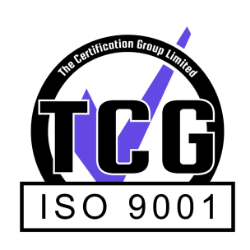 The Certification Group Limited
TCG
ISO 9001